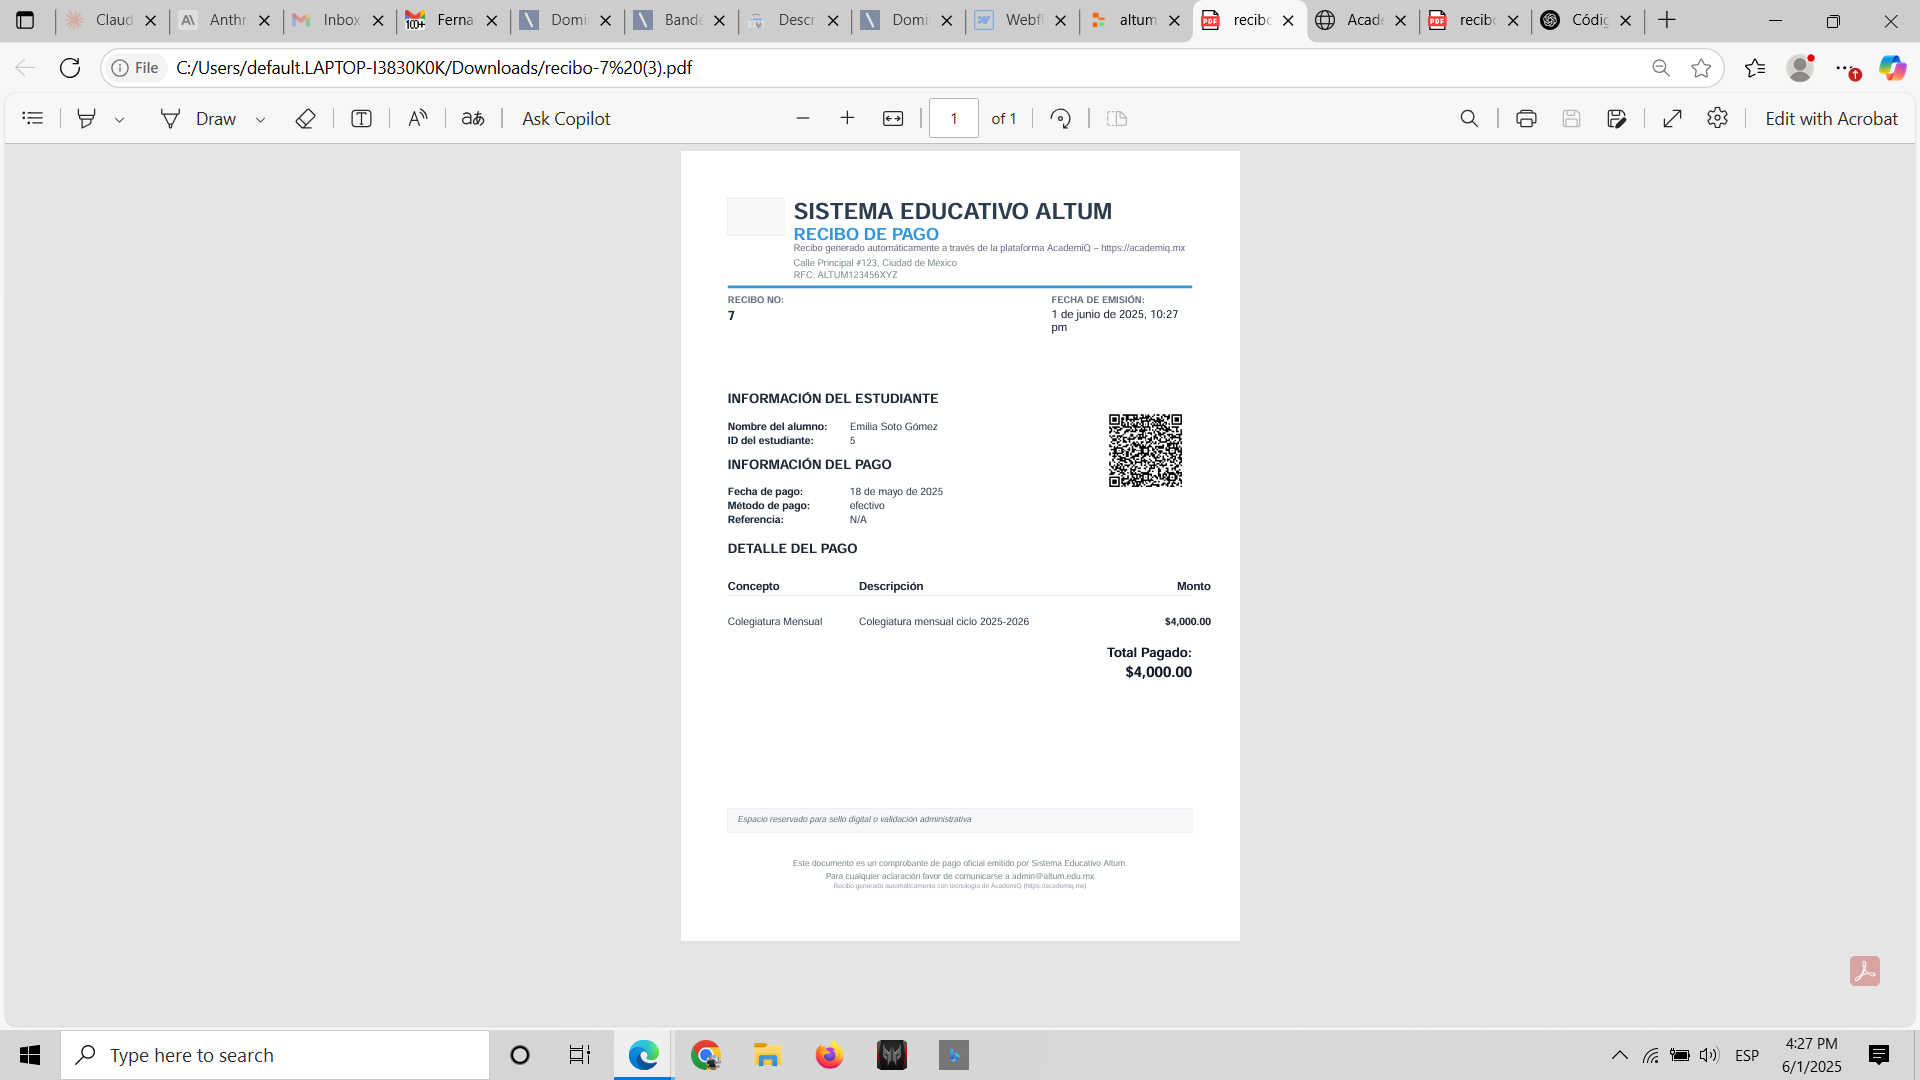 Claud
Anthr
Inbox
100+
Ferna
Domi
Bande
Descr
Domi
Webfl
altum
PDF
recibo
Acade
PDF
recibo
Códig
File
C:/Users/default.LAPTOP-I3830K0K/Downloads/recibo-7%20(3).pdf
Draw
Ask Copilot
1 of 1
Edit with Acrobat
SISTEMA EDUCATIVO ALTUM
RECIBO DE PAGO
Recibo generado automáticamente a través de la plataforma AcademiQ – https://academiq.mx
Calle Principal #123, Ciudad de México
RFC: ALTUM123456XYZ
RECIBO NO:
7
FECHA DE EMISIÓN:
1 de junio de 2025, 10:27
pm
INFORMACIÓN DEL ESTUDIANTE
Nombre del alumno: Emilia Soto Gómez
ID del estudiante: 5
INFORMACIÓN DEL PAGO
Fecha de pago: 18 de mayo de 2025
Método de pago: efectivo
Referencia: N/A
DETALLE DEL PAGO
Concepto Descripción Monto
Colegiatura Mensual Colegiatura mensual ciclo 2025-2026 $4,000.00
Total Pagado:
$4,000.00
Espacio reservado para sello digital o validación administrativa
Este documento es un comprobante de pago oficial emitido por Sistema Educativo Altum.
Para cualquier aclaración favor de comunicarse a admin@altum.edu.mx
Recibo generado automáticamente con tecnología de AcademiQ (https://academiq.mx)
Type here to search
ESP
4:27 PM
6/1/2025